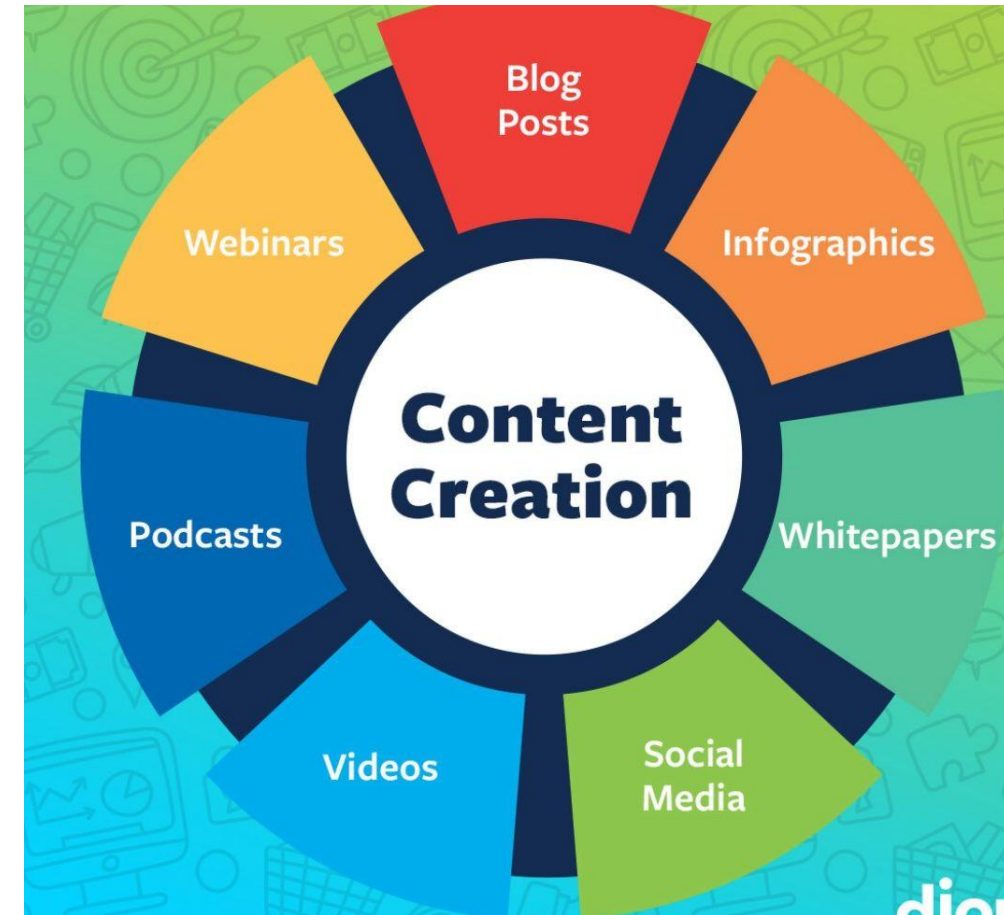 Blog
Posts
Webinars
Infographics
Content
Creation
Podcasts
Whitepapers
Videos
Social
Media